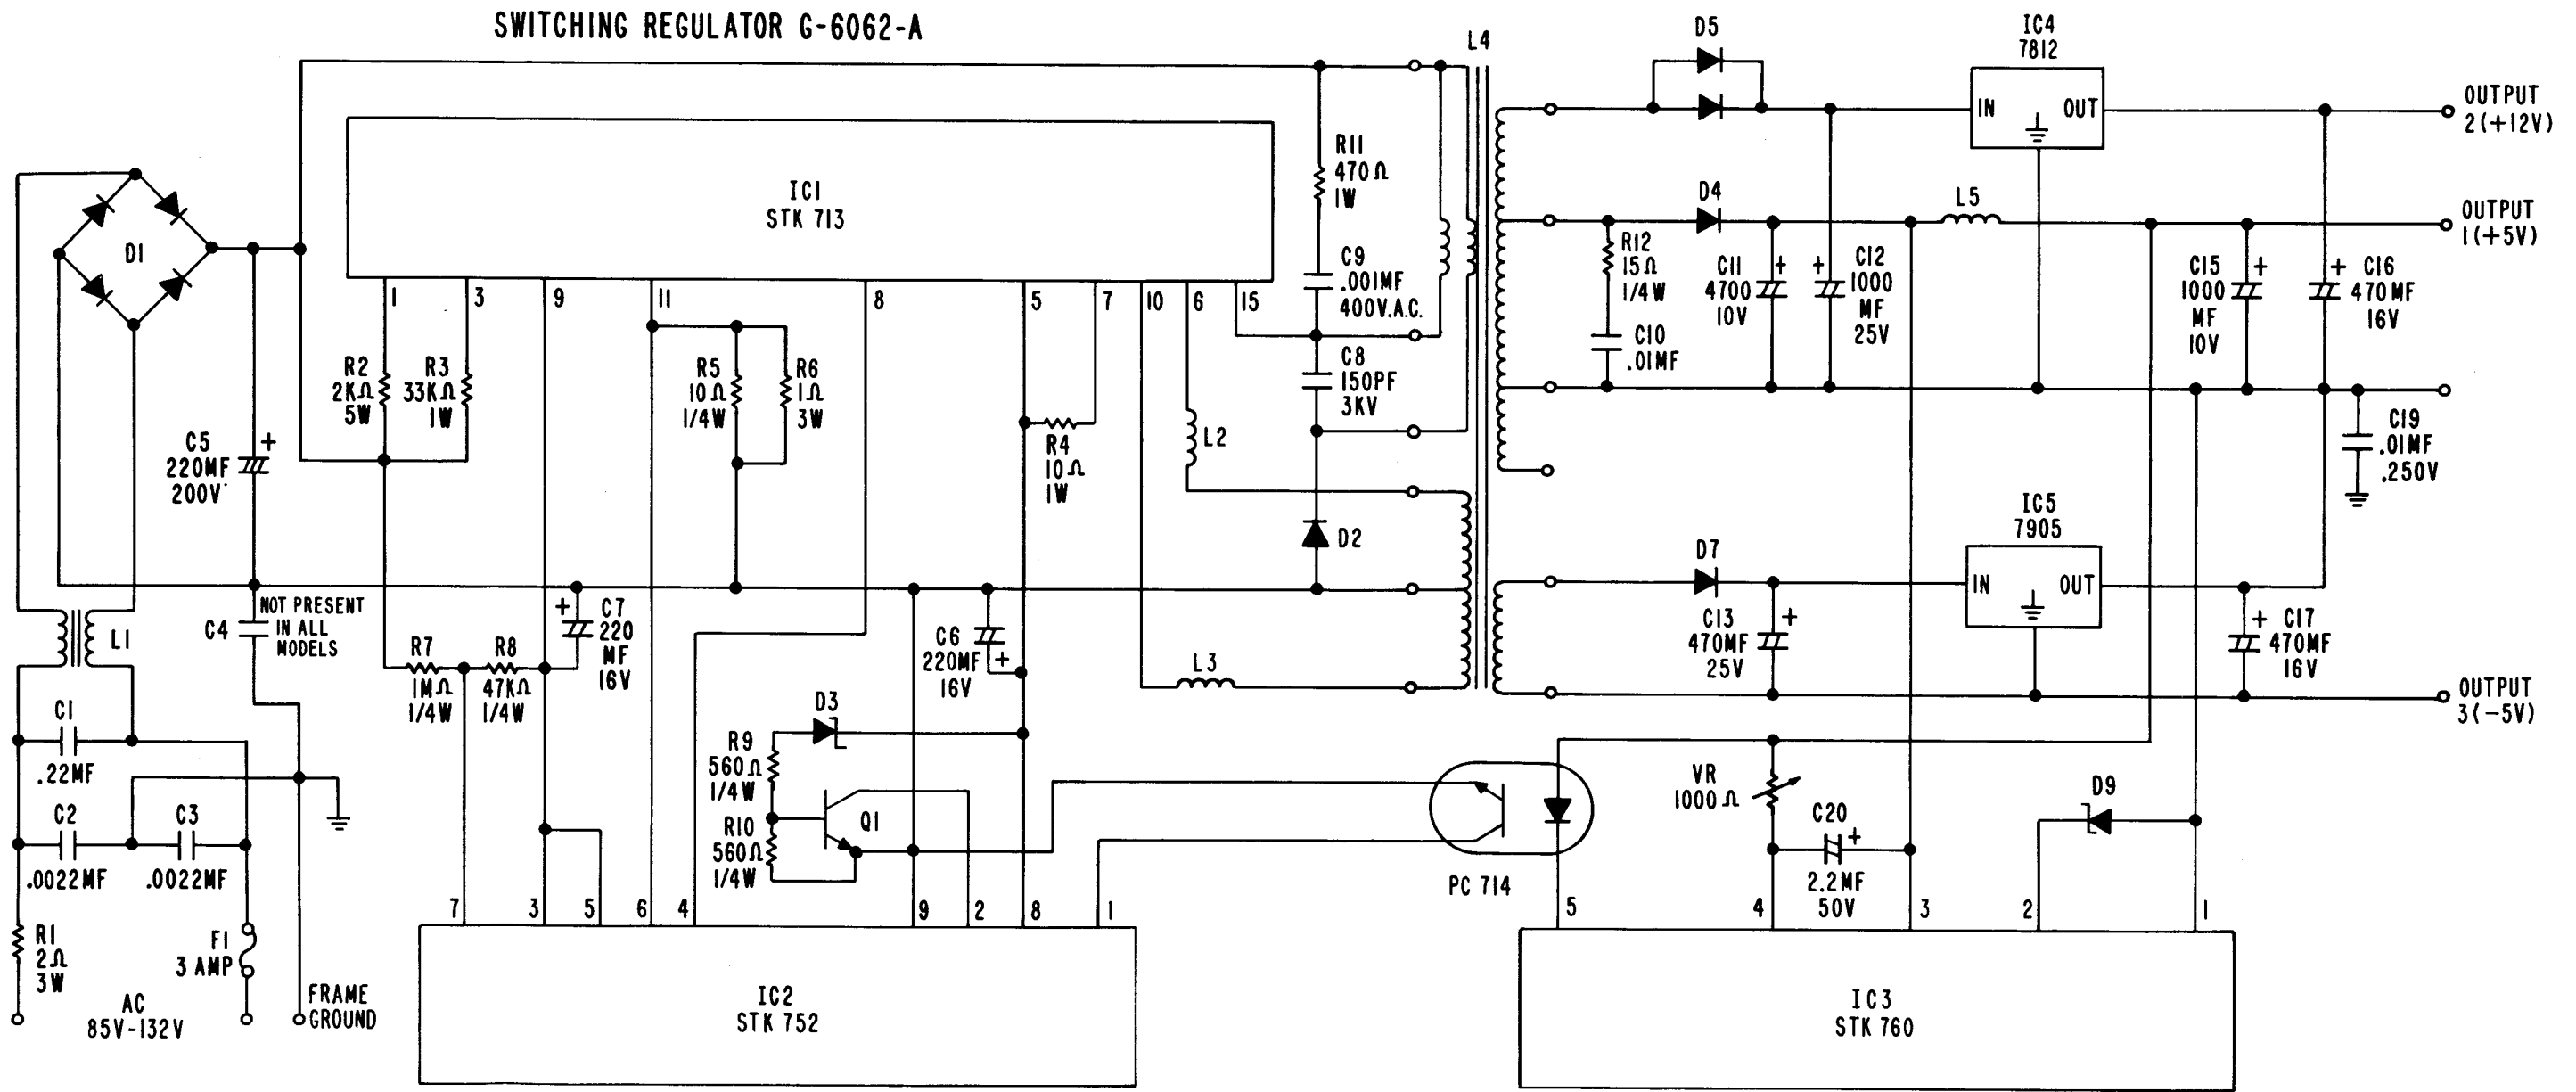 SWITCHING REGULATOR G-6062-A
D1
C5
220MF
200V
+
L1
C4
NOT PRESENT
IN ALL
MODELS
C1
.22MF
C2
.0022MF
C3
.0022MF
R1
2Ω
3W
F1
3 AMP
AC
85V-132V
FRAME
GROUND
IC1
STK 713
1
3
9
11
8
5
7
10
6
15
R2
2KΩ
5W
R3
33KΩ
1W
R5
10Ω
1/4W
R6
1Ω
3W
R4
10Ω
1W
R7
1MΩ
1/4W
R8
47KΩ
1/4W
+
C7
220
MF
16V
C6
220MF
16V
+
D3
R9
560Ω
1/4W
R10
560Ω
1/4W
Q1
7
3
5
6
4
9
2
8
1
IC2
STK 752
R11
470Ω
1W
C9
.001MF
400V.A.C.
C8
150PF
3KV
L2
D2
L3
L4
D5
D4
R12
15Ω
1/4W
C10
.01MF
C11
4700
10V
+
+
C12
1000
MF
25V
IC4
7812
IN
OUT
L5
C15
1000
MF
10V
+
+
C16
470MF
16V
OUTPUT
2(+12V)
OUTPUT
1(+5V)
C19
.01MF
.250V
IC5
7905
IN
OUT
D7
C13
470MF
25V
+
+
C17
470MF
16V
OUTPUT
3(-5V)
PC 714
VR
1000Ω
C20
+
2.2MF
50V
D9
5
4
3
2
1
IC3
STK 760